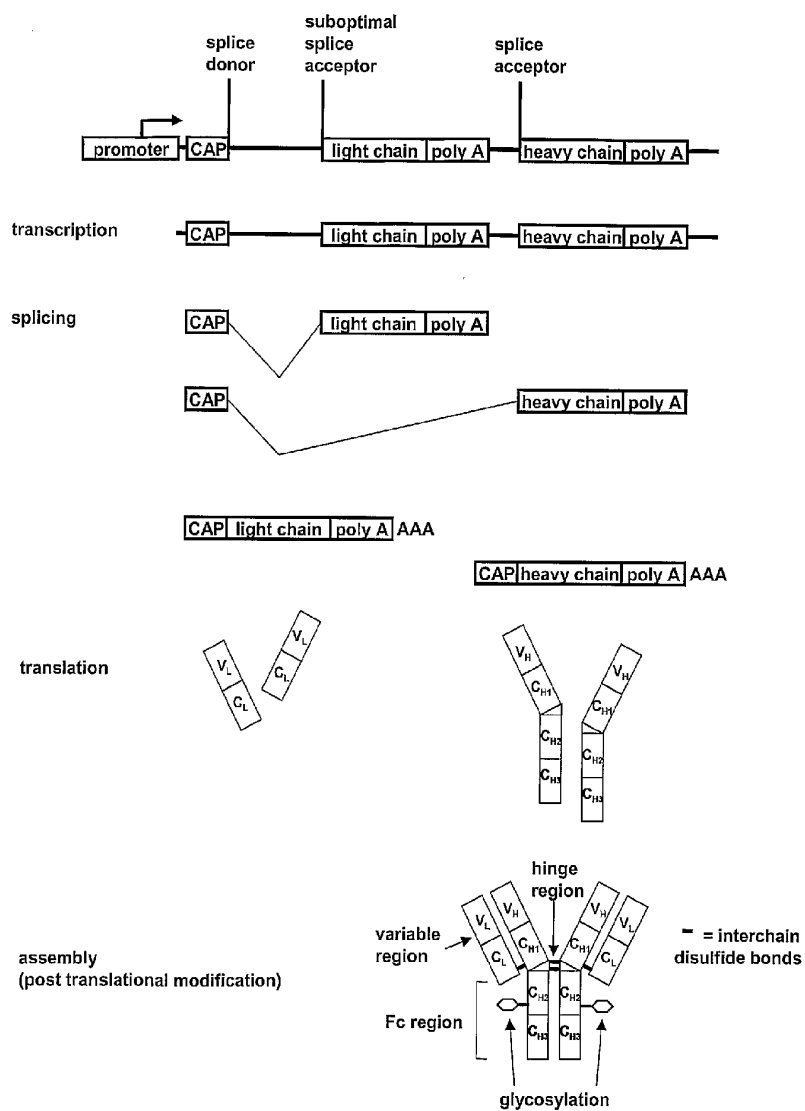 splice
donor
suboptimal
splice
acceptor
splice
acceptor
promoter CAP light chain poly A heavy chain poly A
transcription CAP light chain poly A heavy chain poly A
splicing CAP light chain poly A
CAP heavy chain poly A
CAP light chain poly A AAA
CAP heavy chain poly A AAA
translation
VL
CL
VL
CL
VH
CH1
CH2
CH3
VH
CH1
CH2
CH3
assembly
(post translational modification)
hinge
region
variable
region
VL
CL
VH
CH1
CH2
CH3
VH
CH1
CH2
CH3
VL
CL
= interchain
disulfide bonds
Fc region
glycosylation